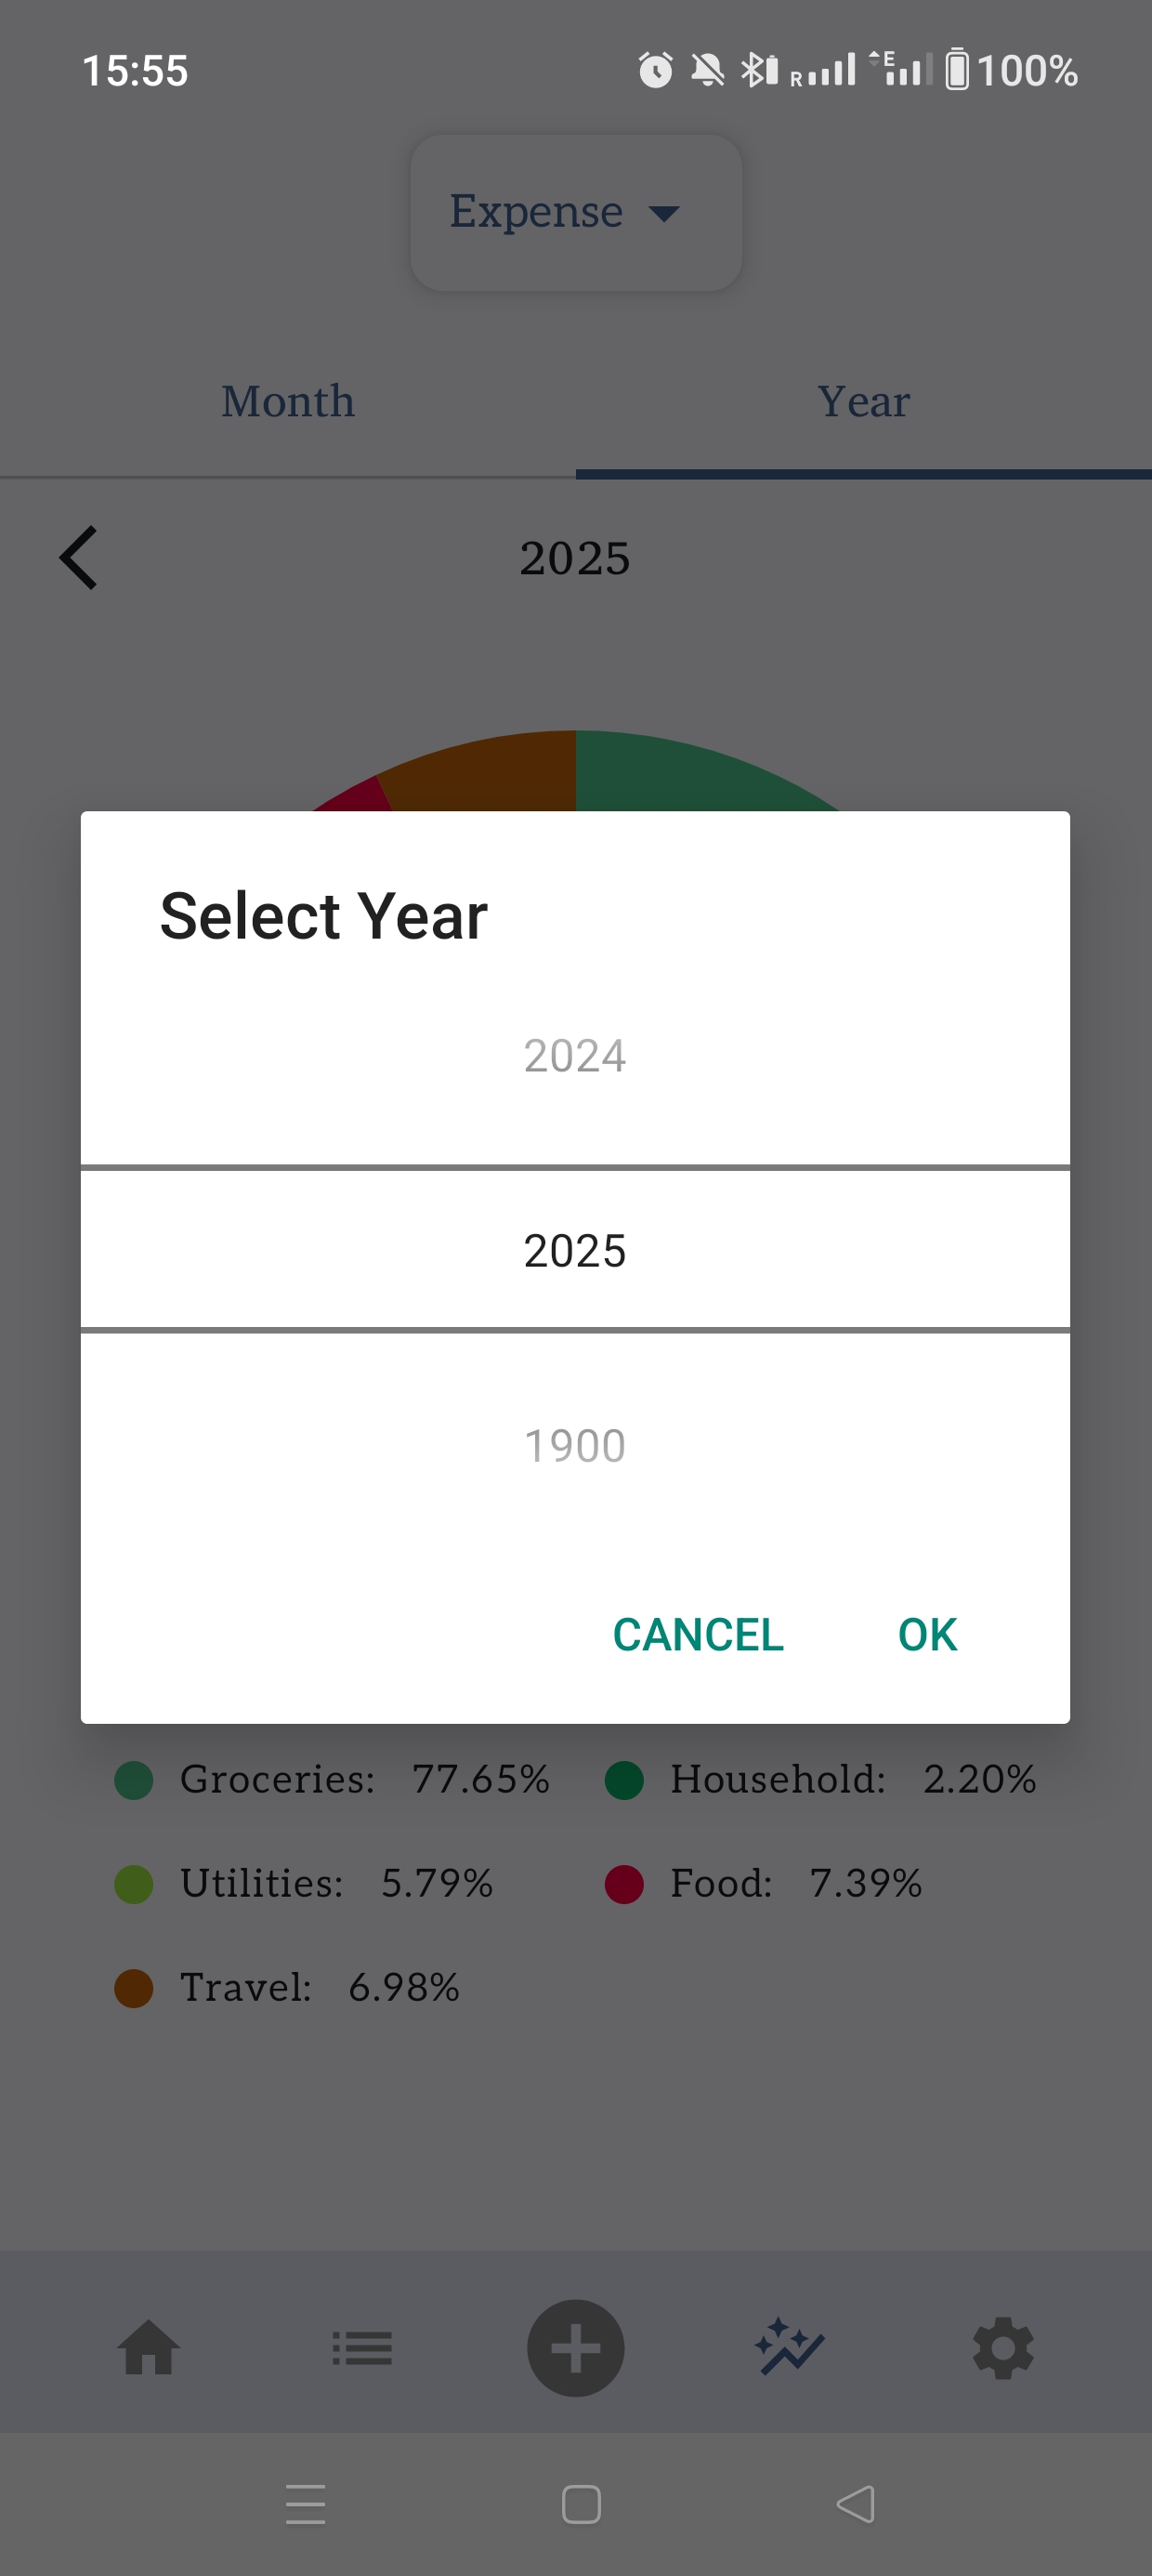 15:55 R E 100%
Expense
Month Year
2025
Select Year
2024
2025
1900
CANCEL OK
Groceries: 77.65% Household: 2.20%
Utilities: 5.79% Food: 7.39%
Travel: 6.98%